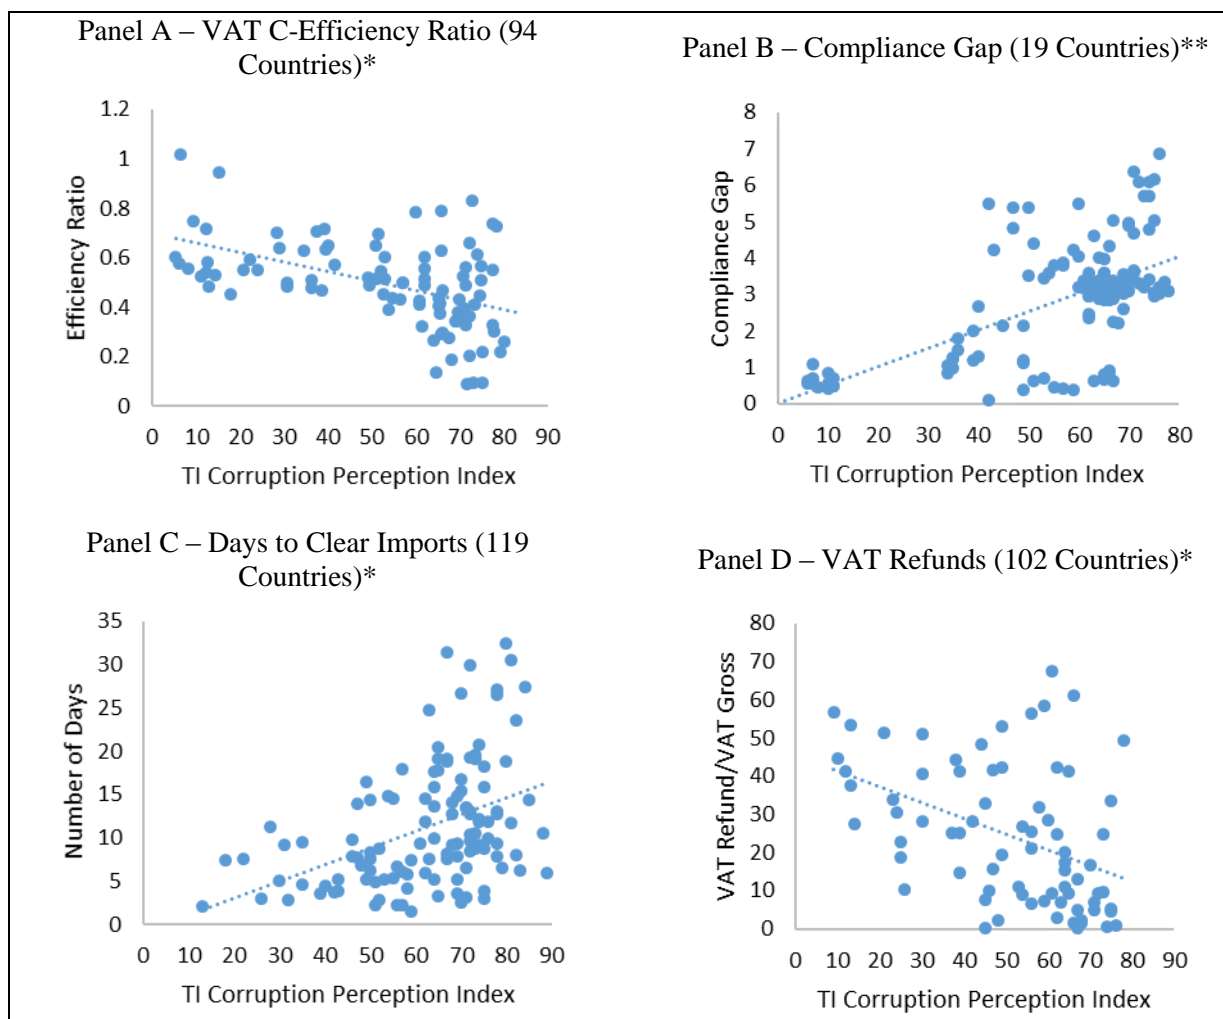 Panel A – VAT C-Efficiency Ratio (94
Countries)*
1.2
1
0.8
0.6
0.4
0.2
0
Efficiency Ratio
0 10 20 30 40 50 60 70 80 90
TI Corruption Perception Index
Panel B – Compliance Gap (19 Countries)**
8
7
6
5
4
3
2
1
0
Compliance Gap
0 10 20 30 40 50 60 70 80
TI Corruption Perception Index
Panel C – Days to Clear Imports (119
Countries)*
35
30
25
20
15
10
5
0
Number of Days
0 10 20 30 40 50 60 70 80 90
TI Corruption Perception Index
Panel D – VAT Refunds (102 Countries)*
80
70
60
50
40
30
20
10
0
VAT Refund/VAT Gross
0 10 20 30 40 50 60 70 80 90
TI Corruption Perception Index